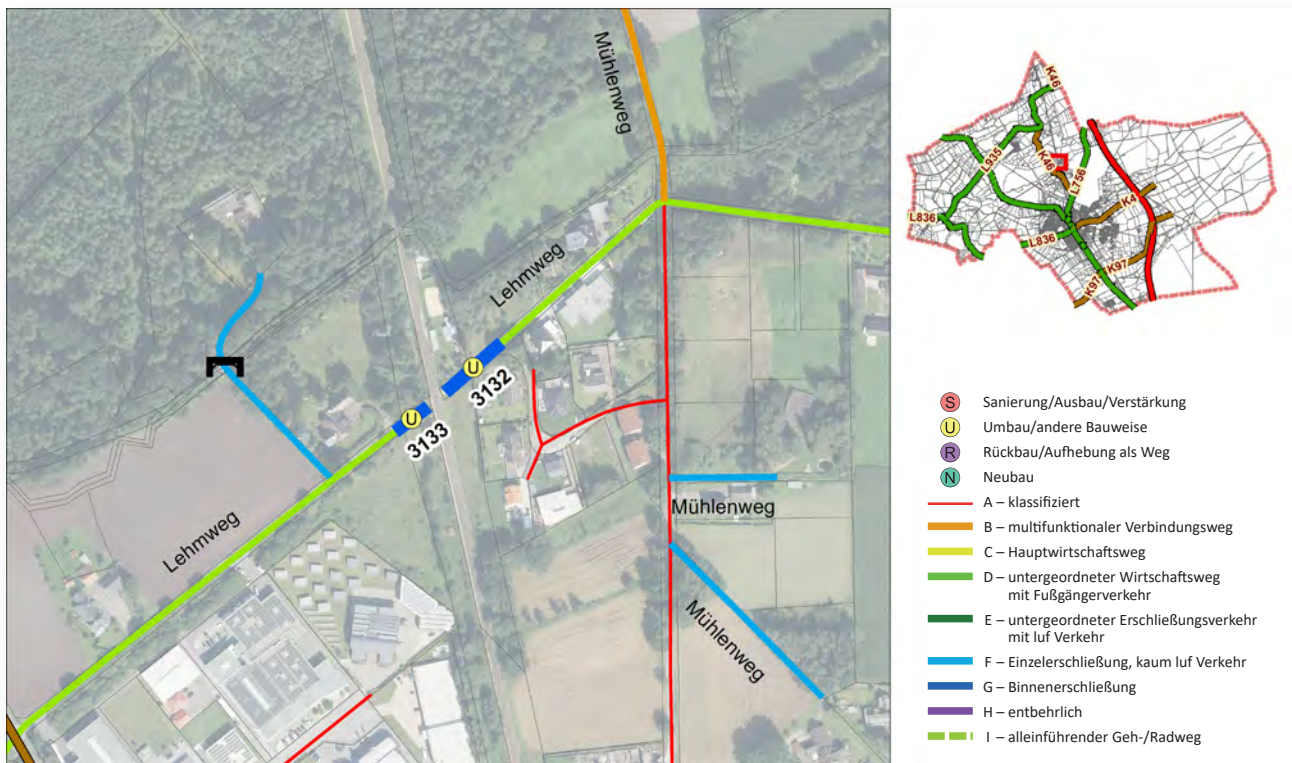 Mühlenweg
Lehmweg
U
3132
U
3133
Lehmweg
Mühlenweg
Mühlenweg
K46
L935
K46
L756
K4
L836
L836
K97
K97
S Sanierung/Ausbau/Verstärkung
U Umbau/andere Bauweise
R Rückbau/Aufhebung als Weg
N Neubau
A – klassifiziert
B – multifunktionaler Verbindungsweg
C – Hauptwirtschaftsweg
D – untergeordneter Wirtschaftsweg
mit Fußgängerverkehr
E – untergeordneter Erschließungsverkehr
mit luf Verkehr
F – Einzelerschließung, kaum luf Verkehr
G – Binnenerschließung
H – entbehrlich
I – alleinführender Geh-/Radweg